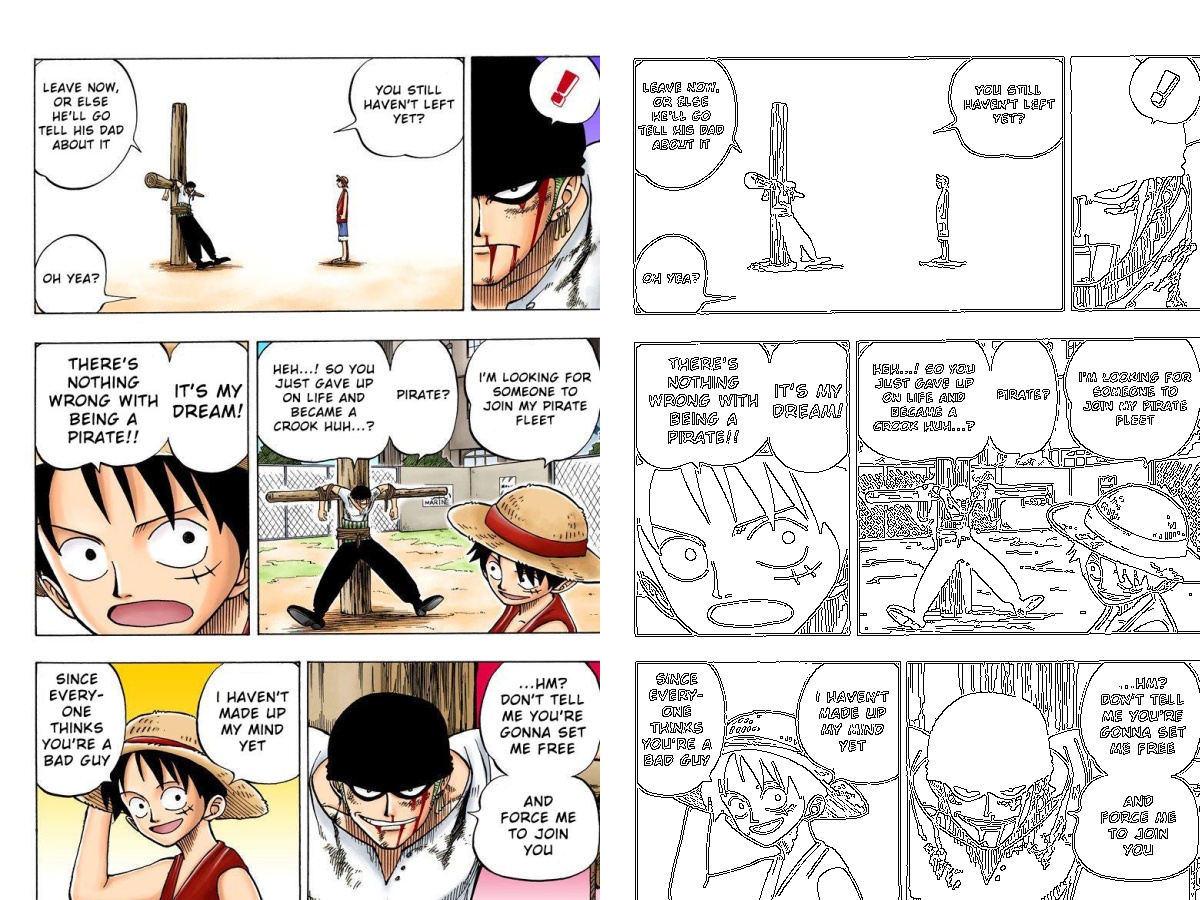 LEAVE NOW,
OR ELSE
HE'LL GO
TELL HIS DAD
ABOUT IT
YOU STILL
HAVEN'T LEFT
YET?
OH YEA?
!
THERE'S
NOTHING
WRONG WITH
BEING A
PIRATE!!
IT'S MY
DREAM!
HEH...! SO YOU
JUST GAVE UP
ON LIFE AND
BECAME A
CROOK HUH...?
PIRATE?
I'M LOOKING FOR
SOMEONE TO
JOIN MY PIRATE
FLEET
SINCE
EVERY-
ONE
THINKS
YOU'RE A
BAD GUY
I HAVEN'T
MADE UP
MY MIND
YET
...HM?
DON'T TELL
ME YOU'RE
GONNA SET
ME FREE
AND
FORCE ME
TO JOIN
YOU
LEAVE NOW,
OR ELSE
HE'LL GO
TELL HIS DAD
ABOUT IT
YOU STILL
HAVEN'T LEFT
YET?
OH YEA?
!
THERE'S
NOTHING
WRONG WITH
BEING A
PIRATE!!
IT'S MY
DREAM!
HEH...! SO YOU
JUST GAVE UP
ON LIFE AND
BECAME A
CROOK HUH...?
PIRATE?
I'M LOOKING FOR
SOMEONE TO
JOIN MY PIRATE
FLEET
SINCE
EVERY-
ONE
THINKS
YOU'RE A
BAD GUY
I HAVEN'T
MADE UP
MY MIND
YET
...HM?
DON'T TELL
ME YOU'RE
GONNA SET
ME FREE
AND
FORCE ME
TO JOIN
YOU